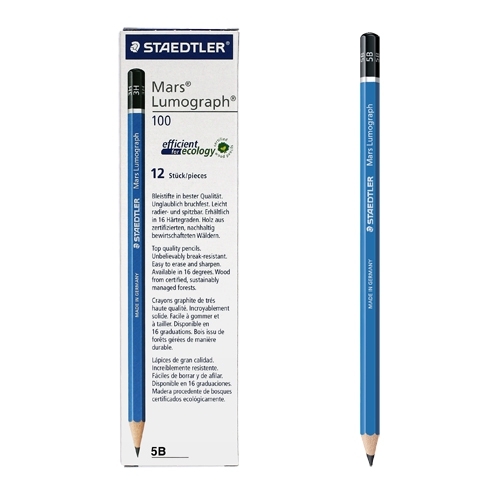 STAEDTLER
Mars®
Lumograph®
100
efficient
for ecology
12 Stück/pieces
Bleistifte in bester Qualität.
Unglaublich bruchfest. Leicht
radier- und spitzbar. Erhältlich
in 16 Härtegraden. Holz aus
zertifizierten, nachhaltig
bewirtschafteten Wäldern.
Top quality pencils.
Unbelievably break-resistant.
Easy to erase and sharpen.
Available in 16 degrees. Wood
from certified, sustainably
managed forests.
Crayons graphite de très
haute qualité. Incroyablement
solide. Facile à gommer et
à tailler. Disponible en
16 graduations. Bois issu de
forêts gérées de manière
durable.
Lápices de gran calidad.
Increíblemente resistente.
Fáciles de borrar y de afilar.
Disponible en 16 graduaciones.
Madera procedente de bosques
certificados ecológicamente.
5B
3H
Mars Lumograph
STAEDTLER
MADE IN GERMANY
5B
5B
Mars Lumograph
STAEDTLER
MADE IN GERMANY